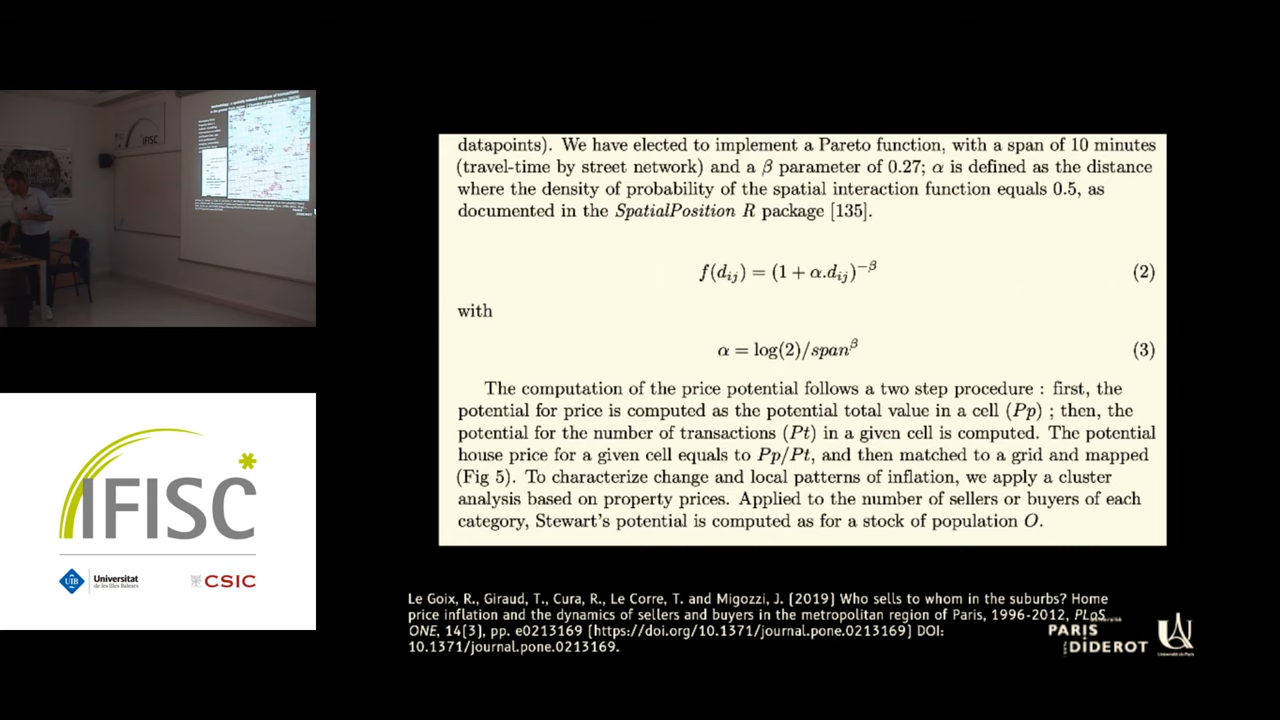 IFISC
datapoints). We have elected to implement a Pareto function, with a span of 10 minutes
(travel-time by street network) and a β parameter of 0.27; α is defined as the distance
where the density of probability of the spatial interaction function equals 0.5, as
documented in the SpatialPosition R package [135].
f(d_{ij}) = (1 + α.d_{ij})^{−β} (2)
with
α = log(2)/span^β (3)
The computation of the price potential follows a two step procedure : first, the
potential for price is computed as the potential total value in a cell (Pp) ; then, the
potential for the number of transactions (Pt) in a given cell is computed. The potential
house price for a given cell equals to Pp/Pt, and then matched to a grid and mapped
(Fig 5). To characterize change and local patterns of inflation, we apply a cluster
analysis based on property prices. Applied to the number of sellers or buyers of each
category, Stewart's potential is computed as for a stock of population O.
IFISC
UIB
Universitat
de les Illes Balears
CSIC
Le Goix, R., Giraud, T., Cura, R., Le Corre, T. and Migozzi, J. (2019) Who sells to whom in the suburbs? Home
price inflation and the dynamics of sellers and buyers in the metropolitan region of Paris, 1996-2012, PLoS
ONE, 14(3), pp. e0213169 [https://doi.org/10.1371/journal.pone.0213169] DOI:
10.1371/journal.pone.0213169.
PARIS
DIDEROT
Université de Paris